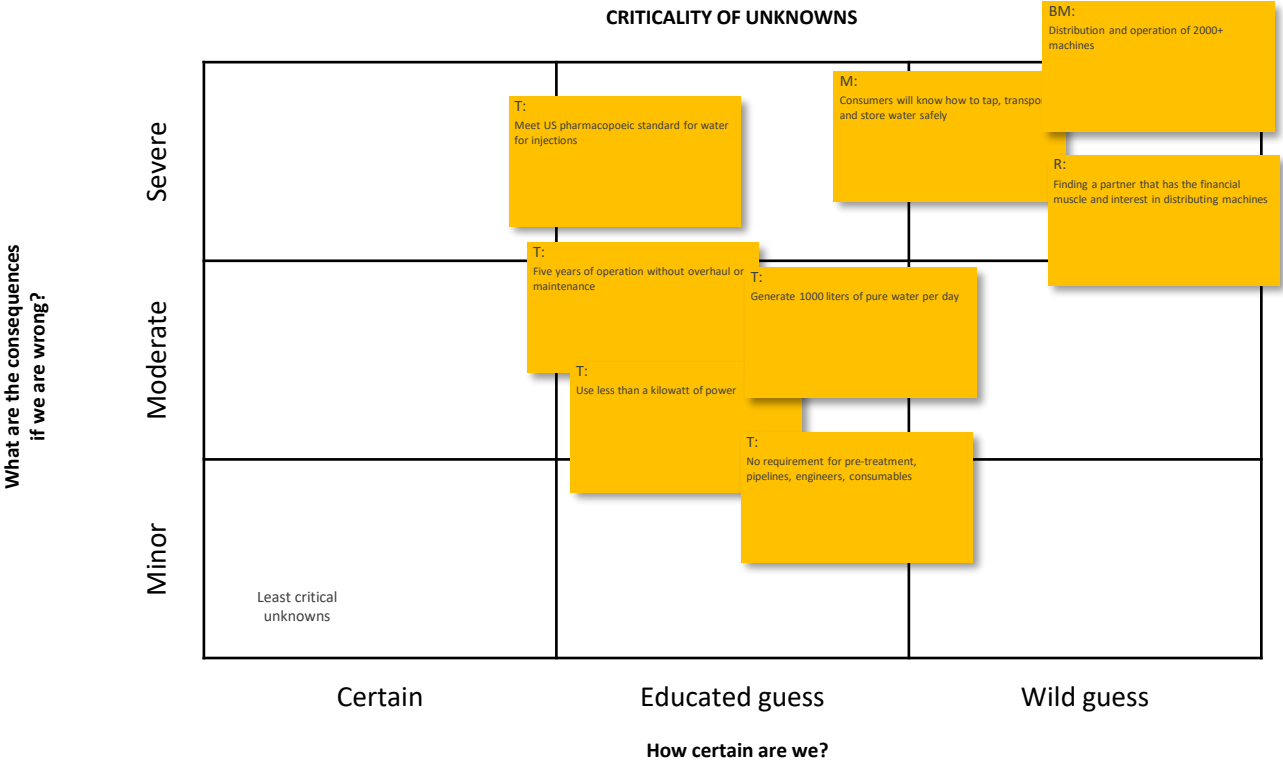 CRITICALITY OF UNKNOWNS
BM:
Distribution and operation of 2000+
machines
M:
Consumers will know how to tap,
and store water safely
T:
Meet US pharmacopoeic standard for water
for injections
R:
Finding a partner that has the financial
muscle and interest in distributing machines
T:
Five years of operation without overhaul or
maintenance
T:
Generate 1000 liters of pure water per day
T:
Use less than a kilowatt of power
T:
No requirement for pre-treatment,
pipelines, engineers, consumables
Severe
Moderate
Minor
What are the consequences
if we are wrong?
Least critical
unknowns
Certain
Educated guess
Wild guess
How certain are we?